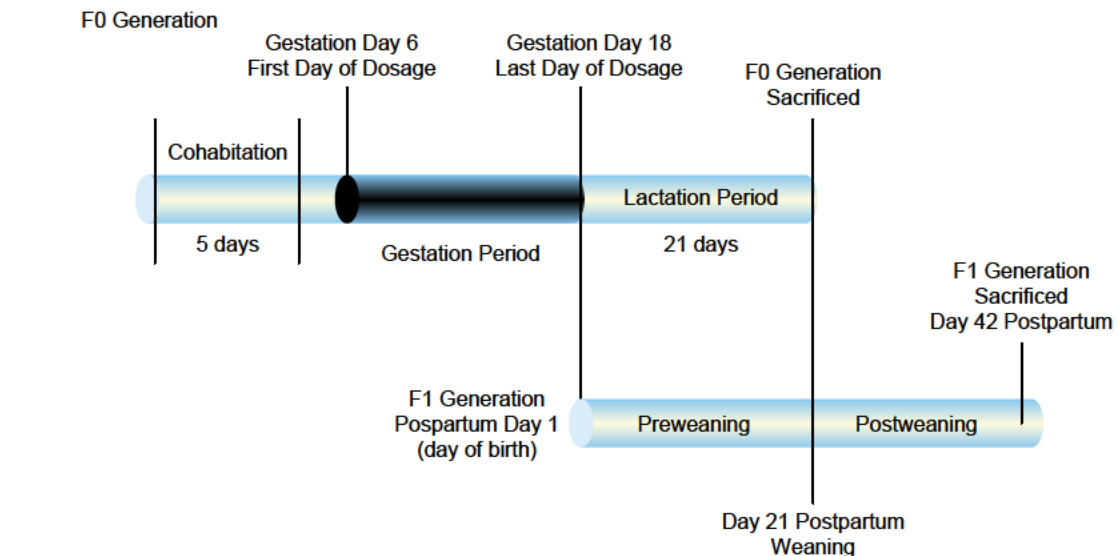 F0 Generation
Gestation Day 6
First Day of Dosage
Gestation Day 18
Last Day of Dosage
F0 Generation
Sacrificed
Cohabitation
Lactation Period
5 days
Gestation Period
21 days
F1 Generation
Sacrificed
Day 42 Postpartum
F1 Generation
Pospartum Day 1
(day of birth)
Preweaning
Postweaning
Day 21 Postpartum
Weaning